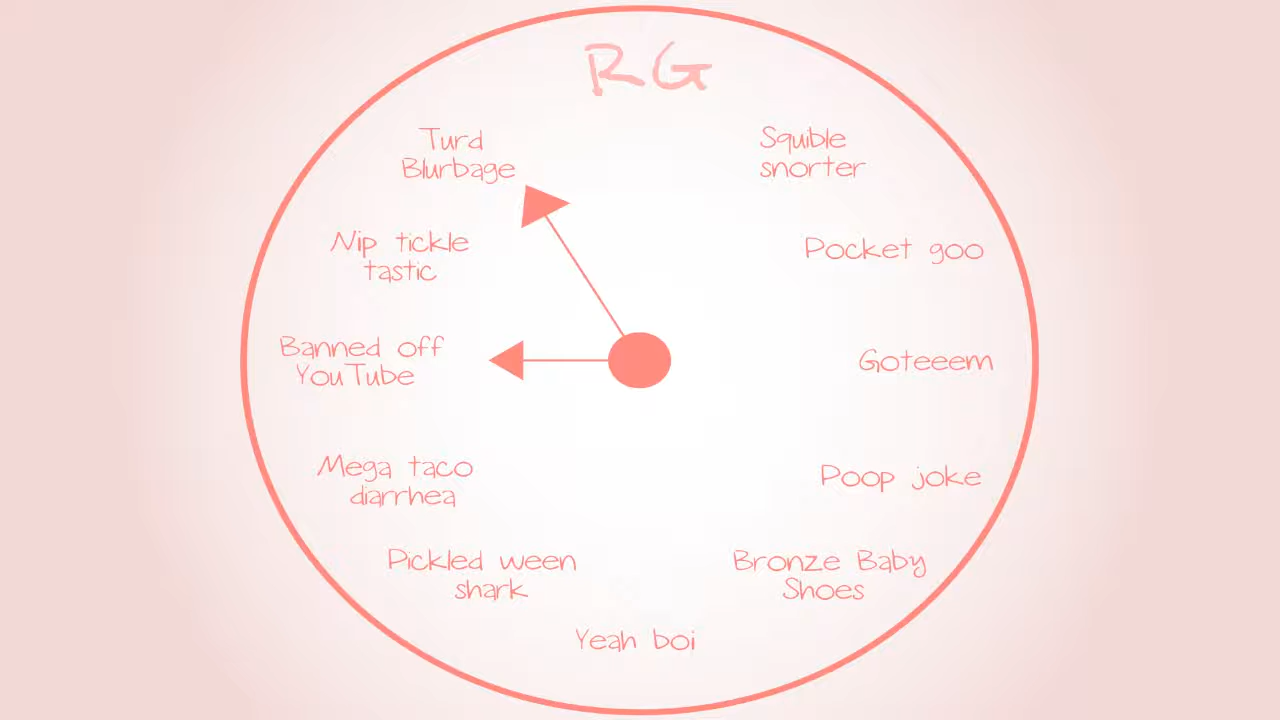 RG
Turd
Blurbage
Squible
snorter
Nip tickle
tastic
Pocket goo
Banned off
YouTube
Goteeem
Mega taco
diarrhea
Poop joke
Pickled ween
shark
Bronze Baby
Shoes
Yeah boi